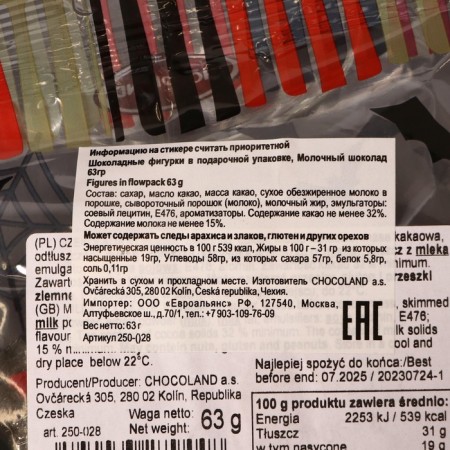 Информацию на стикере считать приоритетной
Шоколадные фигурки в подарочной упаковке, Молочный шоколад
63гр
Figures in flowpack 63 g
Состав: сахар, масло какао, масса какао, сухое обезжиренное молоко в
порошке, сывороточный порошок (молоко), молочный жир, эмульгаторы:
соевый лецитин, Е476, ароматизаторы. Содержание какао не менее 32%.
Содержание молока не менее 15%.
Может содержать следы арахиса и злаков, глютен и других орехов
Энергетическая ценность в 100 г 539 ккал, Жиры в 100 г – 31 гр из которых
насыщенные 19гр, Углеводы 58гр, из которых сахара 57гр, белок 5,8гр,
соль 0,11гр
Хранить в сухом и прохладном месте. Изготовитель CHOCOLAND a.s.
Ovčárecká 305, 280 02 Kolín, Česká republika, Чехия.
Импортер: ООО «Евроальянс» РФ, 127540, Москва,
Алтуфьевское ш., д.70/1, тел.: +7 903-109-76-09
Вес нетто: 63 г
Артикул 250-028
EAC
(PL) CZ
odtłus
emulga
Zawart
(GB) M
milk po
flavour
15 %
kakaowa,
z z mleka
nimum.
rzeszki
skimmed
E476;
milk solids
ool and
dry place below 22°C.
Producent/Producer: CHOCOLAND a.s.
Ovčárecká 305, 280 02 Kolín, Republika
Czeska
Waga netto:
Net weight: 63 g
art. 250-028
Najlepiej spożyć do końca:/Best
before end: 07.2025 / 20230724-1
100 g produktu zawiera średnio:
Energia 2253 kJ / 539 kcal
Tłuszcz 31 g
w tym nasycone 19 g